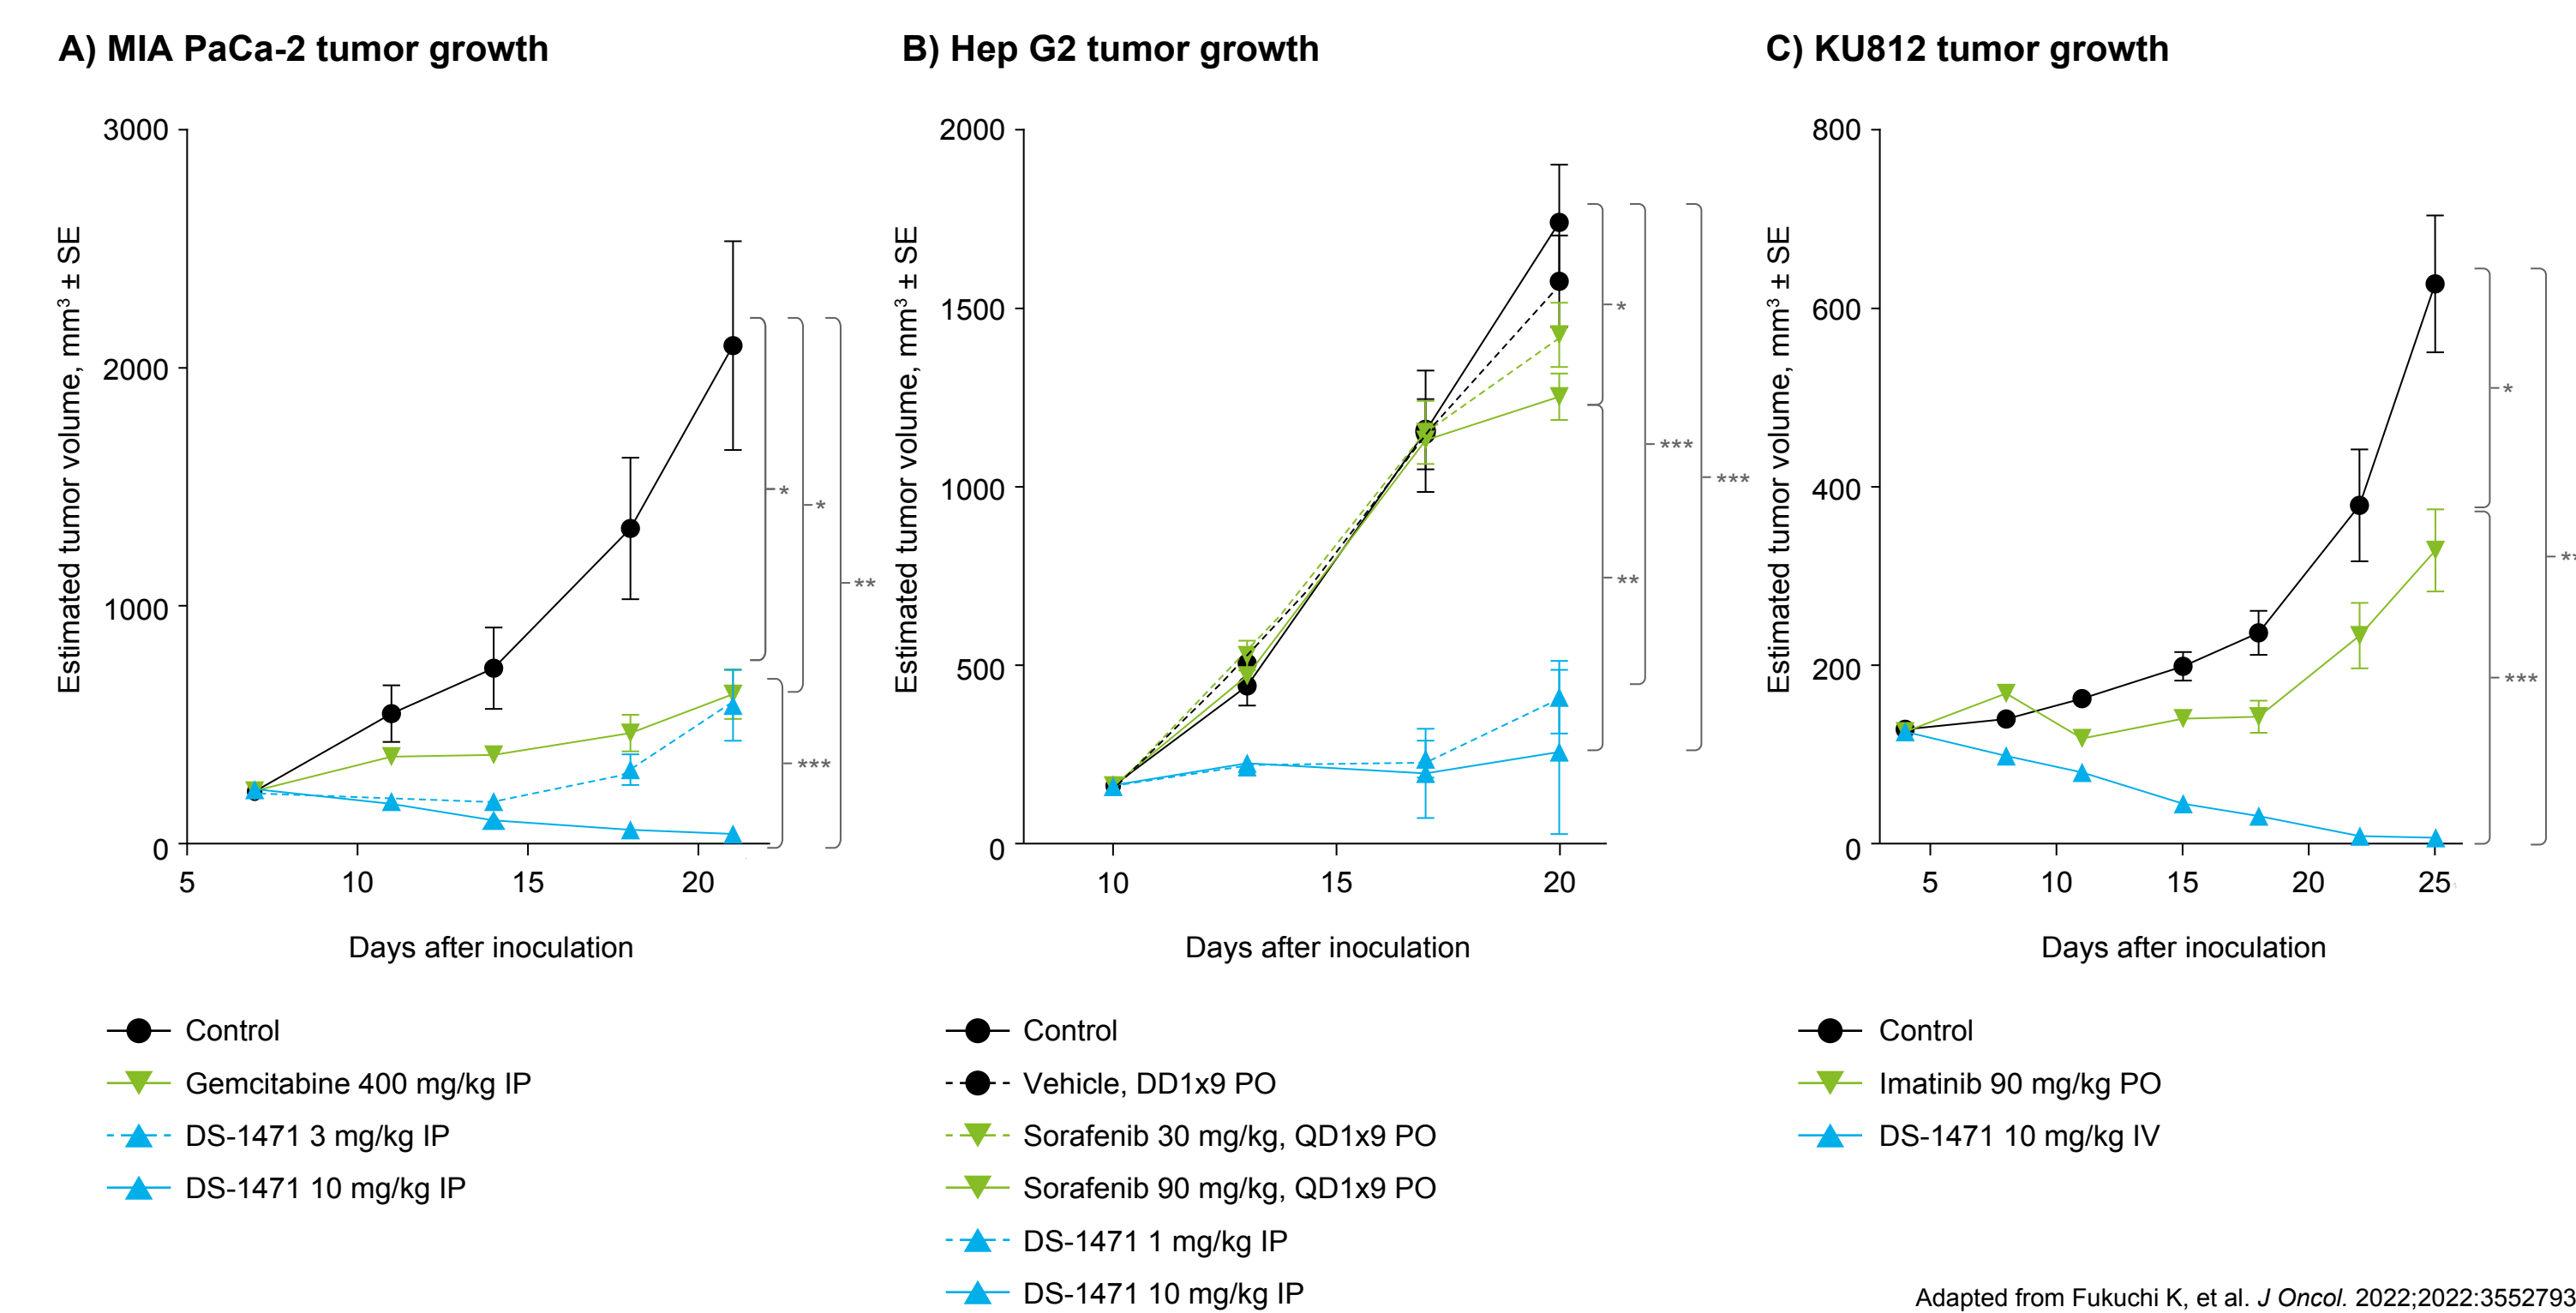 A) MIA PaCa-2 tumor growth
3000
2000
1000
0
5 10 15 20
Estimated tumor volume, mm³ ± SE
Days after inoculation
*
*
**
***
Control
Gemcitabine 400 mg/kg IP
DS-1471 3 mg/kg IP
DS-1471 10 mg/kg IP
B) Hep G2 tumor growth
2000
1500
1000
500
0
10 15 20
Estimated tumor volume, mm³ ± SE
Days after inoculation
*
***
***
**
Control
Vehicle, DD1x9 PO
Sorafenib 30 mg/kg, QD1x9 PO
Sorafenib 90 mg/kg, QD1x9 PO
DS-1471 1 mg/kg IP
DS-1471 10 mg/kg IP
C) KU812 tumor growth
800
600
400
200
0
5 10 15 20 25
Estimated tumor volume, mm³ ± SE
Days after inoculation
*
***
Control
Imatinib 90 mg/kg PO
DS-1471 10 mg/kg IV
Adapted from Fukuchi K, et al. J Oncol. 2022;2022:3552793